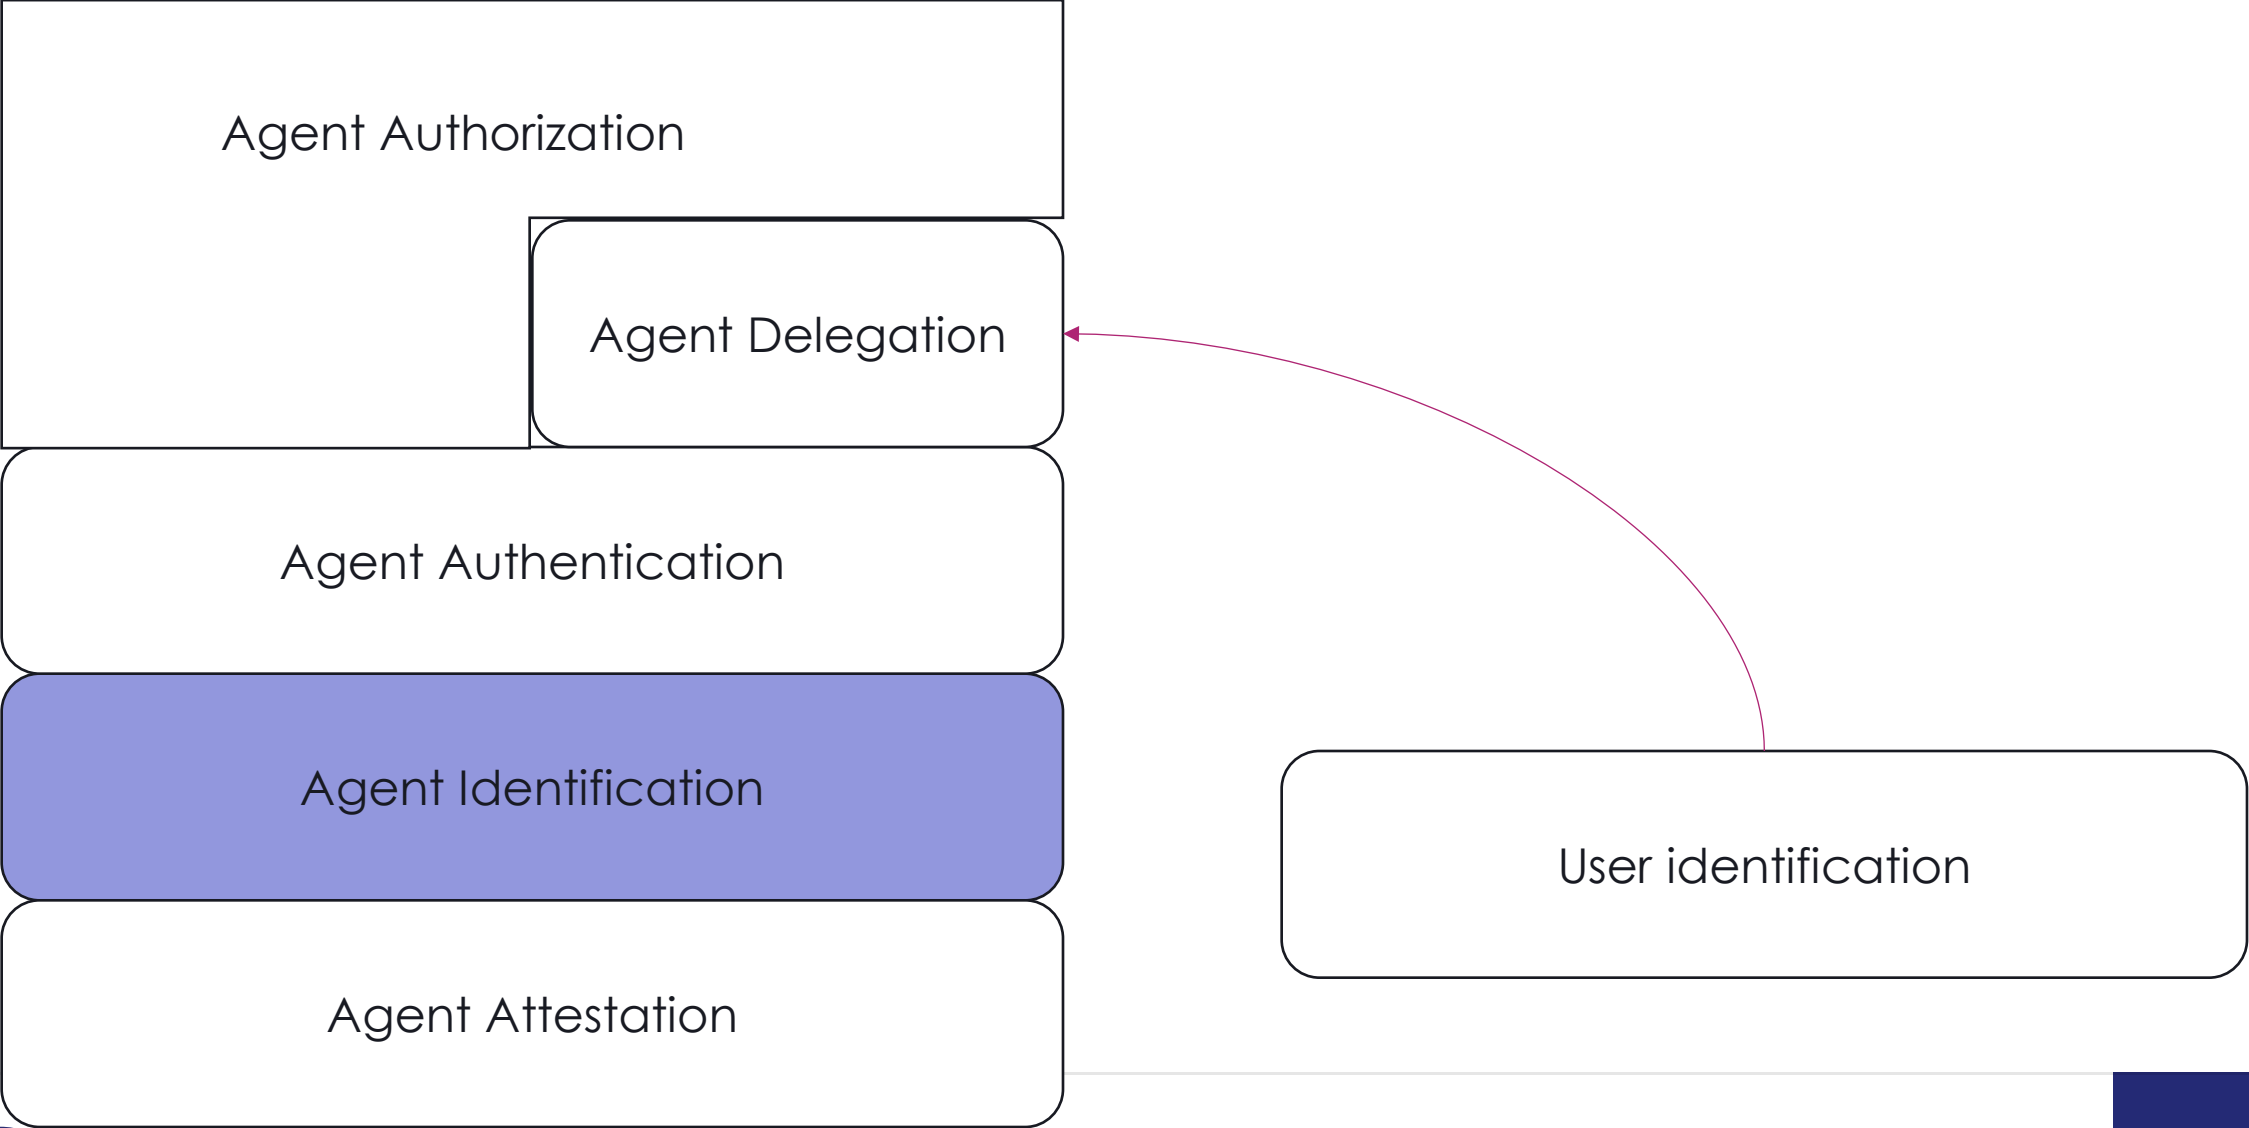 Agent Authorization
Agent Delegation
Agent Authentication
Agent Identification
User identification
Agent Attestation